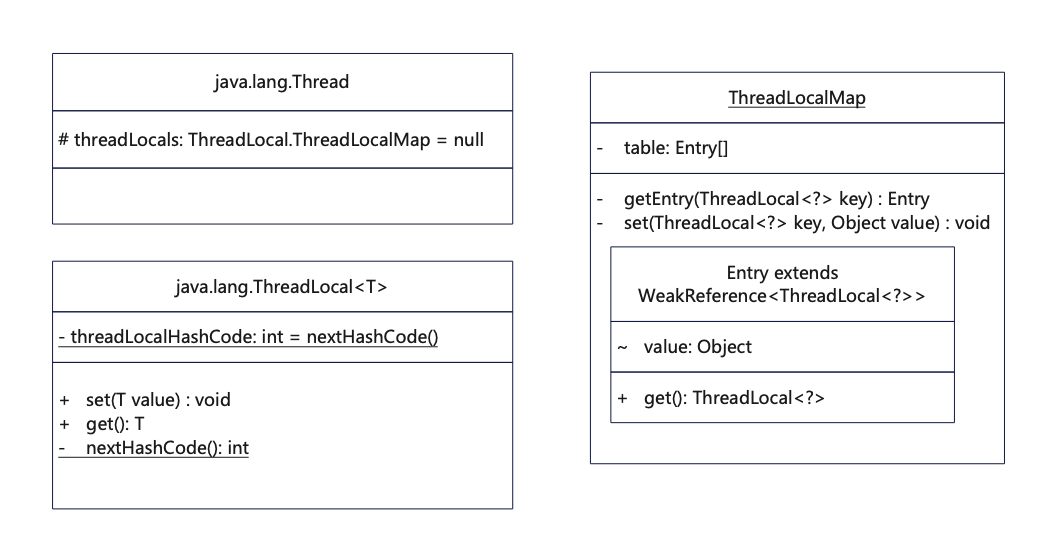 java.lang.Thread
# threadLocals: ThreadLocal.ThreadLocalMap = null
java.lang.ThreadLocal<T>
- threadLocalHashCode: int = nextHashCode()
+ set(T value) : void
+ get(): T
- nextHashCode(): int
ThreadLocalMap
- table: Entry[]
- getEntry(ThreadLocal<?> key) : Entry
- set(ThreadLocal<?> key, Object value) : void
Entry extends
WeakReference<ThreadLocal<?>>
~ value: Object
+ get(): ThreadLocal<?>